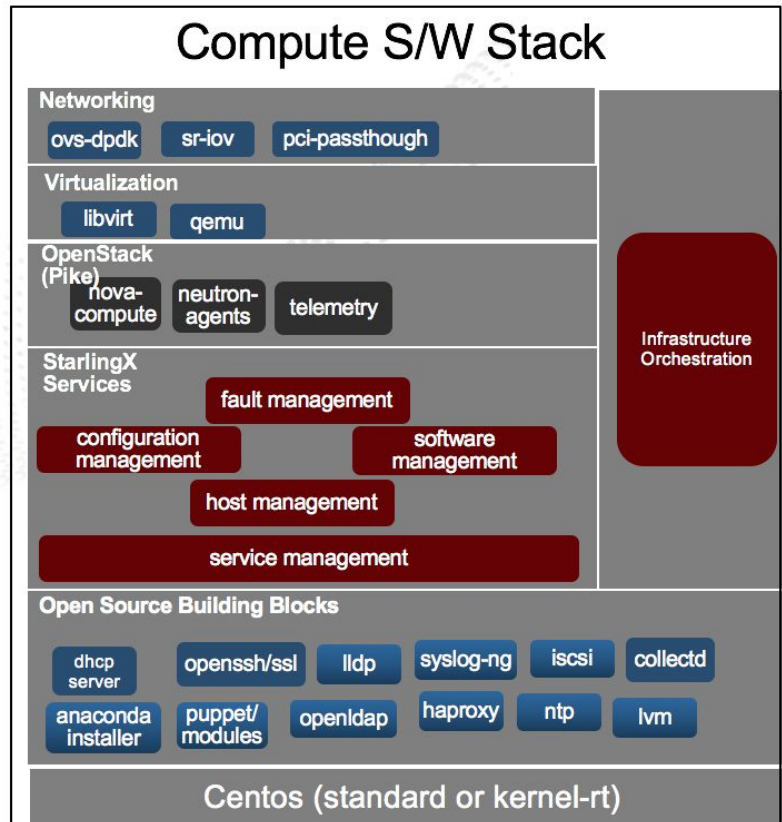 Compute S/W Stack
Networking
ovs-dpdk
sr-iov
pci-passthough
Virtualization
libvirt
qemu
OpenStack
(Pike)
nova-
compute
neutron-
agents
telemetry
StarlingX
Services
fault management
configuration
management
software
management
host management
service management
Infrastructure
Orchestration
Open Source Building Blocks
dhcp
server
openssh/ssl
lldp
syslog-ng
iscsi
collectd
anaconda
installer
puppet/
modules
openldap
haproxy
ntp
lvm
Centos (standard or kernel-rt)